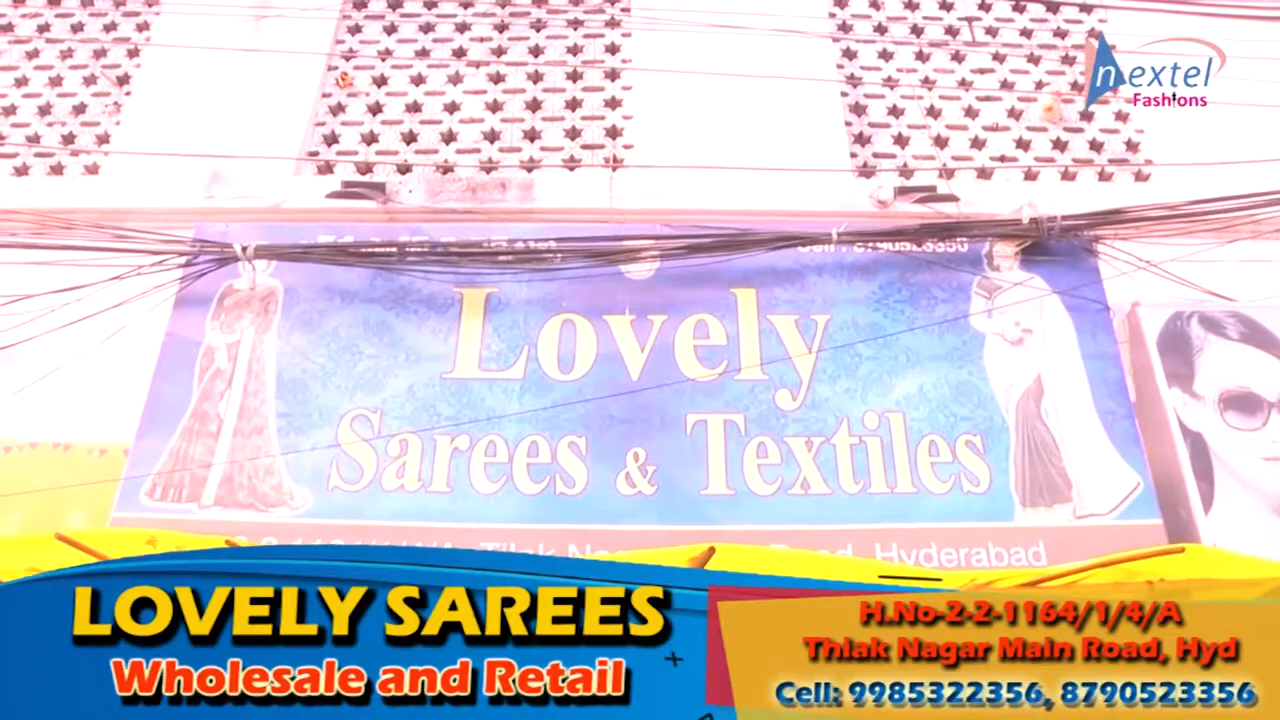 nextel
Fashions
Lovely
Sarees & Textiles
Hyderabad
LOVELY SAREES
Wholesale and Retail
H.No-2-2-1164/1/4/A
Thlak Nagar Main Road, Hyd
Cell: 9985322356, 8790523356